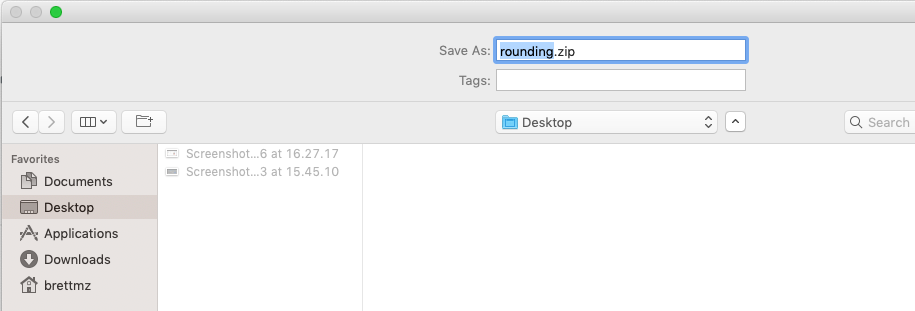 Save As: rounding.zip
Tags:
Desktop
Search
Favorites
Documents
Desktop
Applications
Downloads
brettmz
Screenshot...6 at 16.27.17
Screenshot...3 at 15.45.10